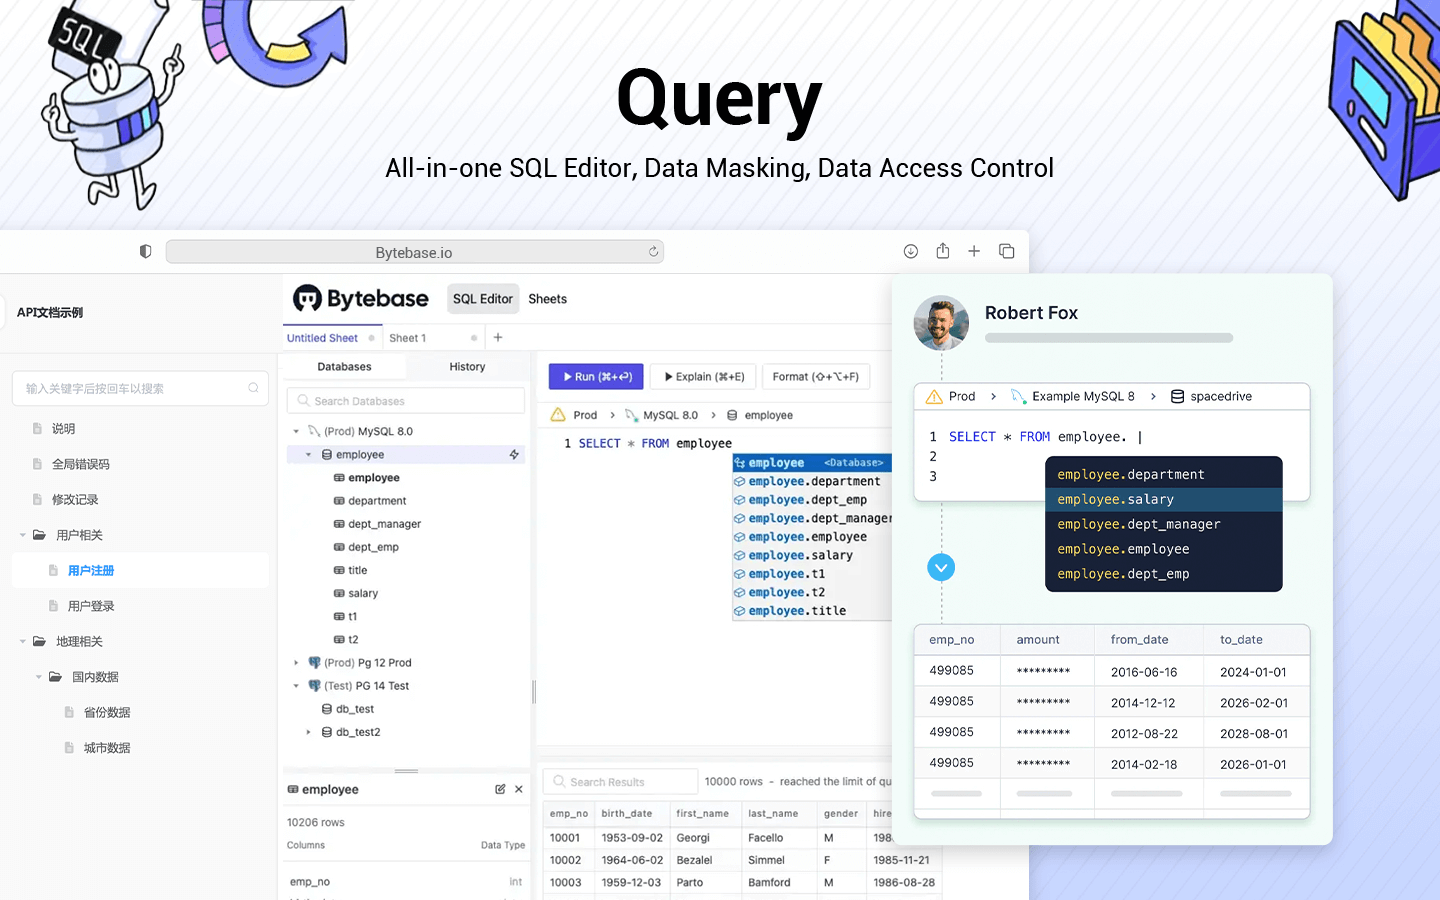 SQL
Query
All-in-one SQL Editor, Data Masking, Data Access Control
Bytebase.io
API文档示例
输入关键字后按回车以搜索
说明
全局错误码
修改记录
用户相关
用户注册
用户登录
地理相关
国内数据
省份数据
城市数据
Bytebase
SQL Editor
Sheets
Untitled Sheet
Sheet 1
Databases
History
Search Databases
(Prod) MySQL 8.0
employee
employee
department
dept_manager
dept_emp
title
salary
t1
t2
(Prod) Pg 12 Prod
(Test) PG 14 Test
db_test
db_test2
employee
10206 rows
Columns Data Type
emp_no int
Run (⌘+⏎)
Explain (⌘+E)
Format (⇧+⌥+F)
Prod > MySQL 8.0 > employee
1 SELECT * FROM employee
employee <Database>
employee.department
employee.dept_emp
employee.dept_manager
employee.employee
employee.salary
employee.t1
employee.t2
employee.title
Search Results
10000 rows - reached the limit of qu
emp_no birth_date first_name last_name gender hire
10001 1953-09-02 Georgi Facello M 198
10002 1964-06-02 Bezalel Simmel F 1985-11-21
10003 1959-12-03 Parto Bamford M 1986-08-28
Robert Fox
Prod > Example MySQL 8 > spacedrive
1 SELECT * FROM employee. |
2
3
employee.department
employee.salary
employee.dept_manager
employee.employee
employee.dept_emp
emp_no amount from_date to_date
499085 ********* 2016-06-16 2024-01-01
499085 ********* 2014-12-12 2026-02-01
499085 ********* 2012-08-22 2028-08-01
499085 ********* 2014-02-18 2026-01-01